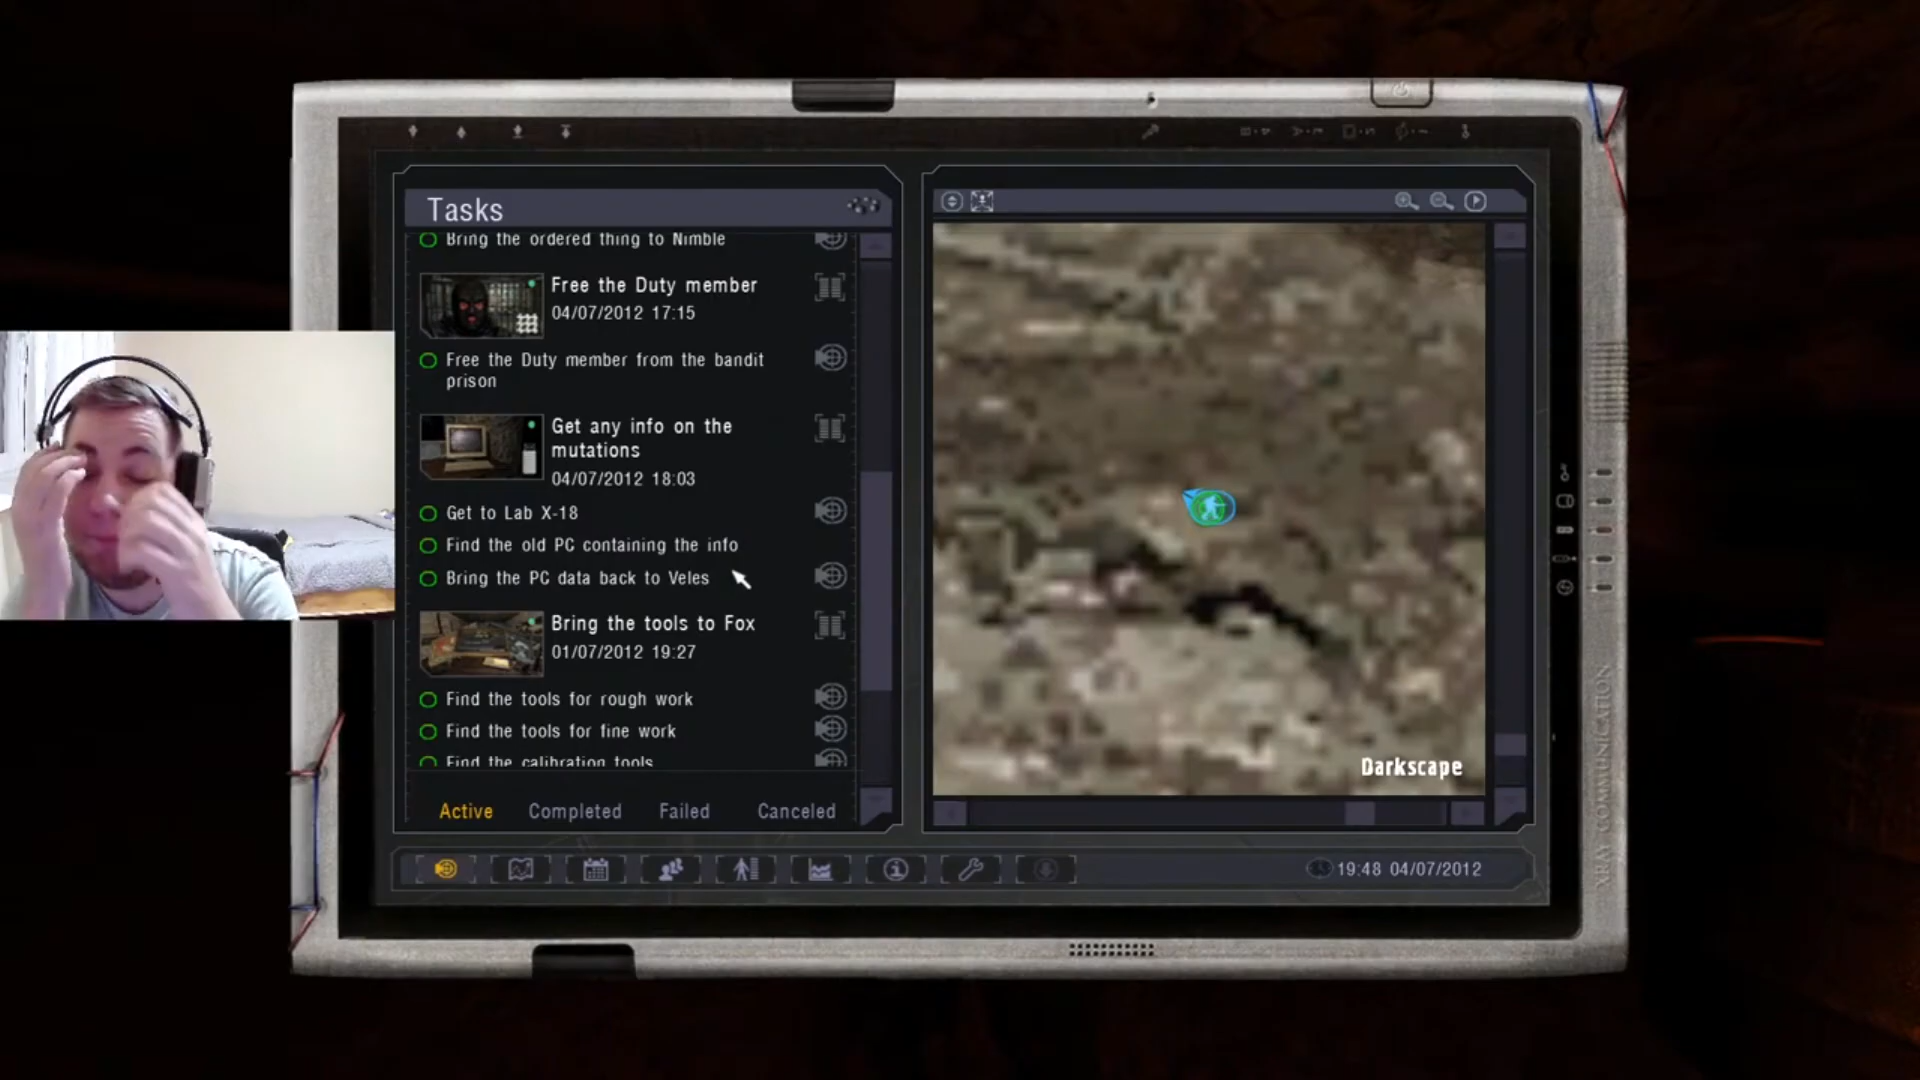 Tasks
Bring the ordered thing to Nimble
Free the Duty member
04/07/2012 17:15
Free the Duty member from the bandit
prison
Get any info on the
mutations
04/07/2012 18:03
Get to Lab X-18
Find the old PC containing the info
Bring the PC data back to Veles
Bring the tools to Fox
01/07/2012 19:27
Find the tools for rough work
Find the tools for fine work
Find the calibration tools
Active Completed Failed Canceled
Darkscape
19:48 04/07/2012
XRAY COMMUNICATION